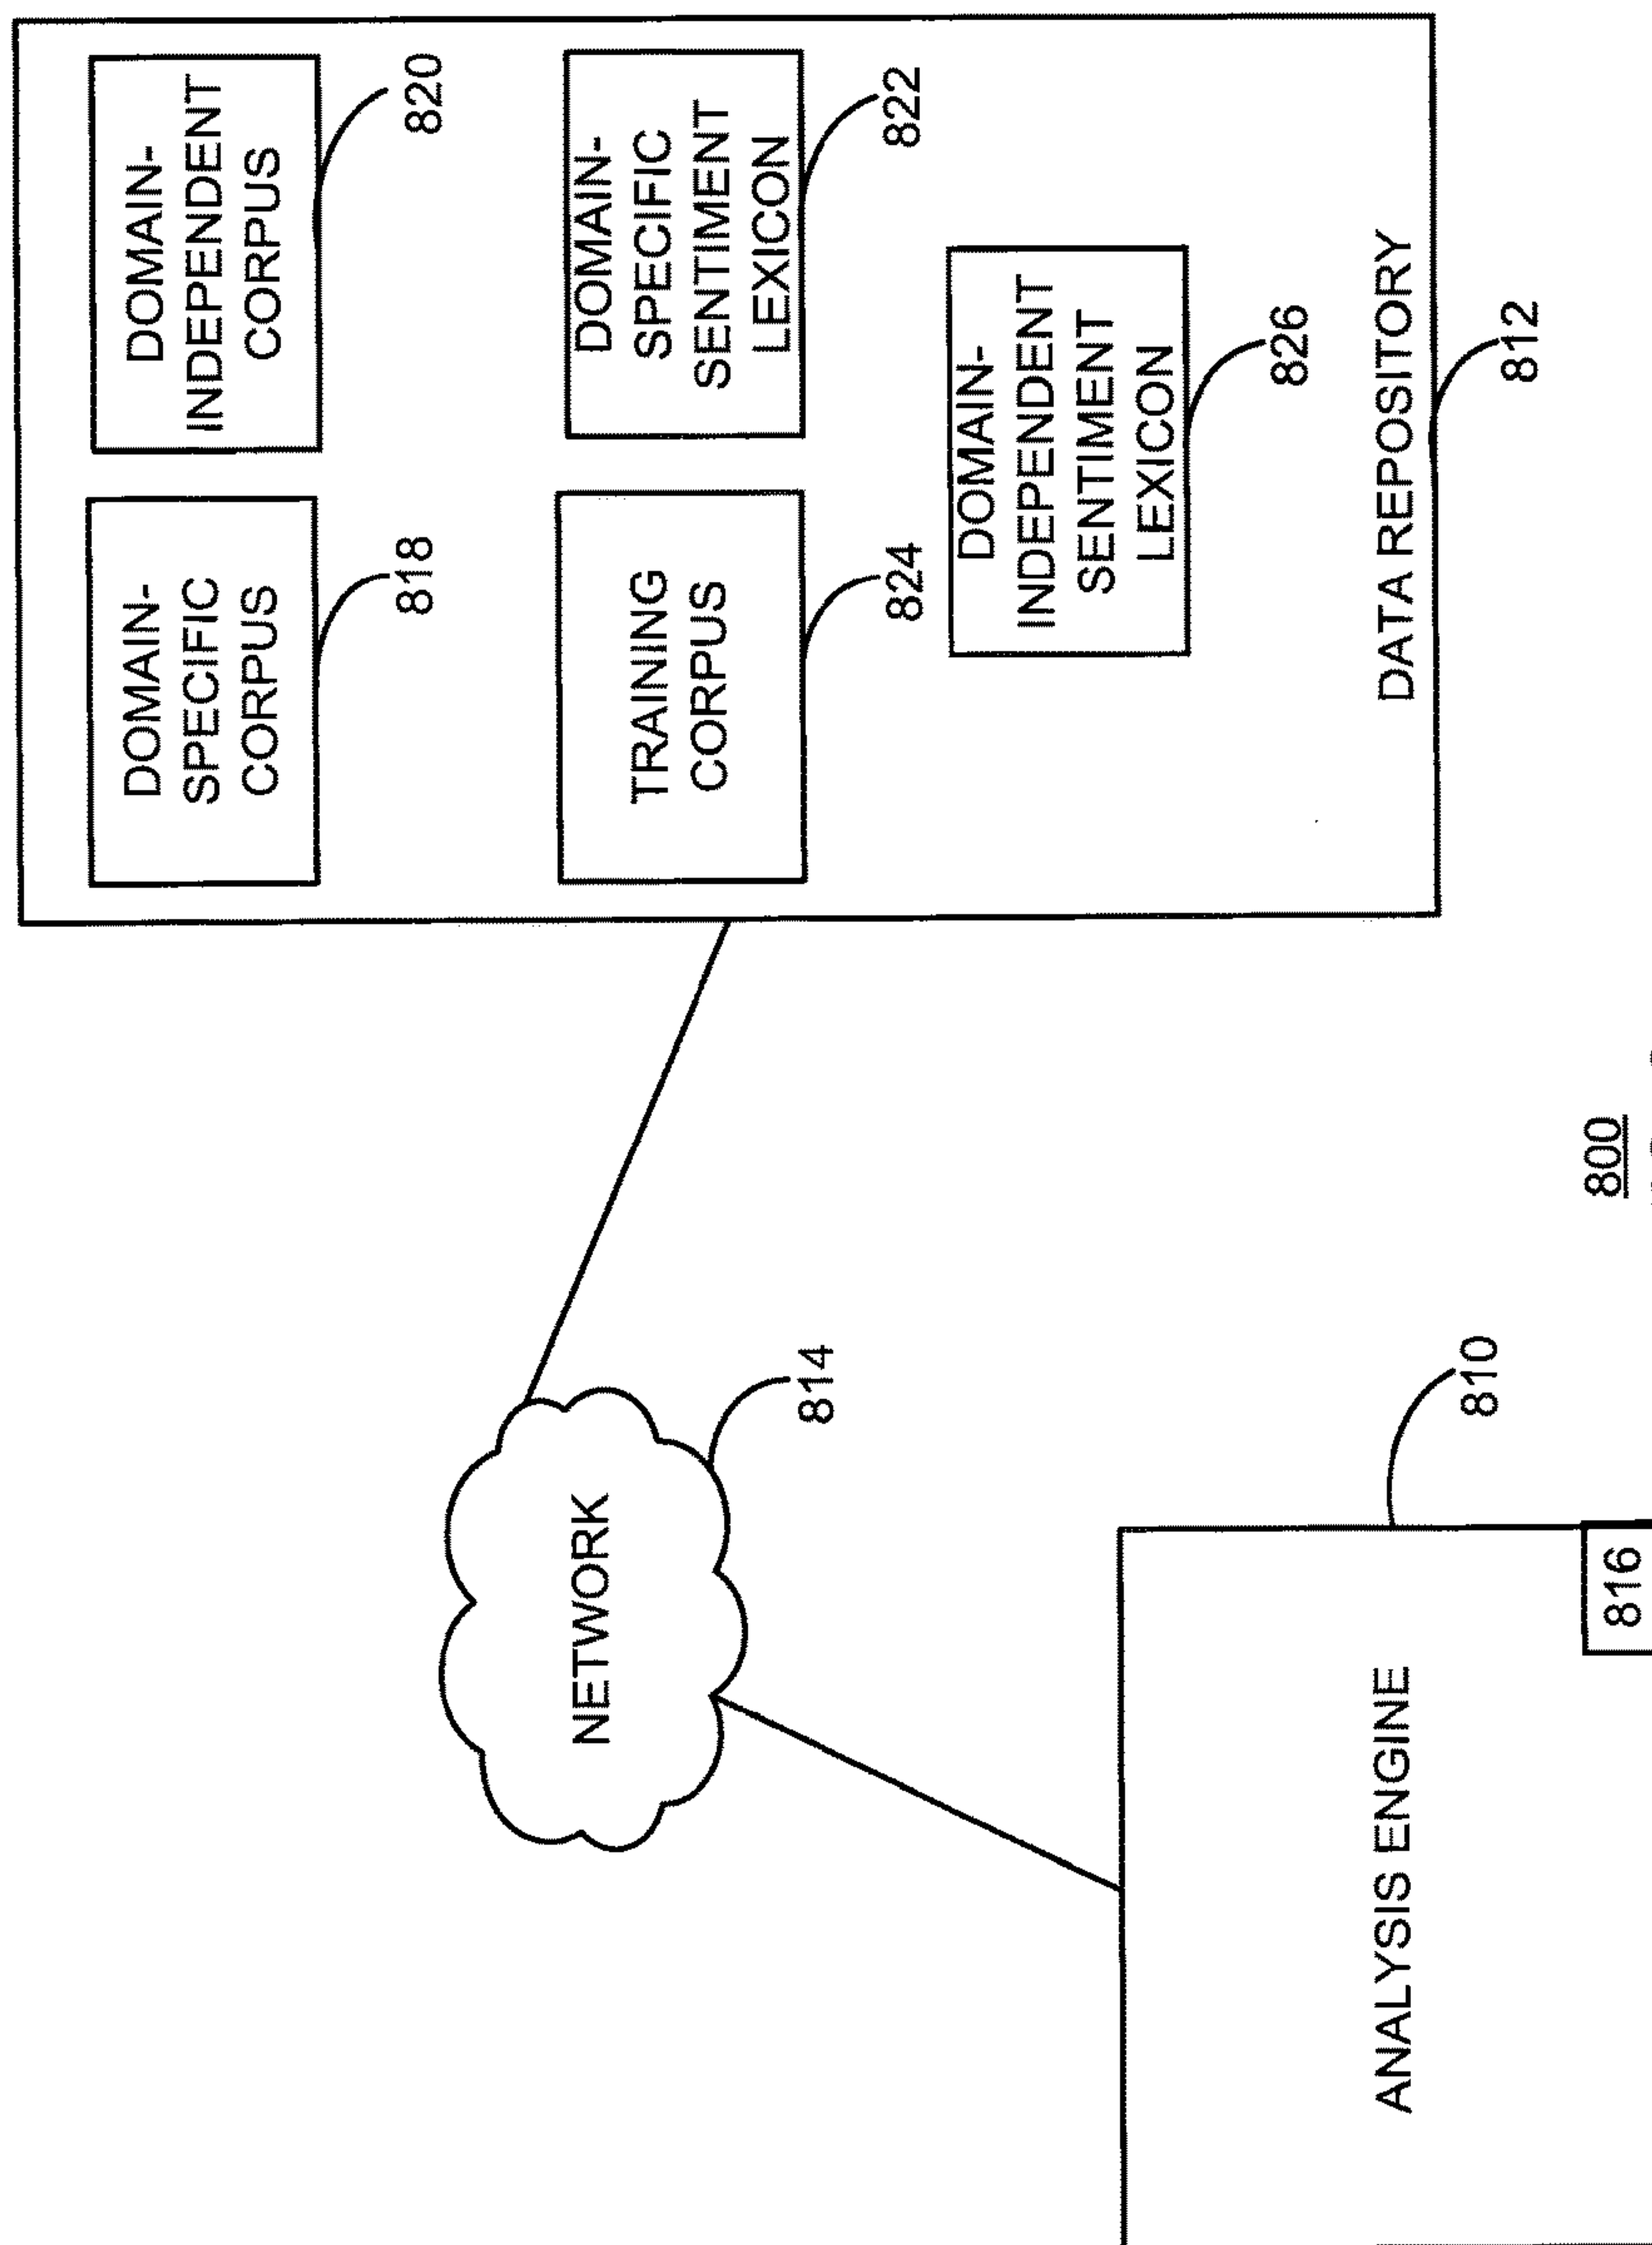 DOMAIN-
SPECIFIC
CORPUS
818
DOMAIN-
INDEPENDENT
CORPUS
820
TRAINING
CORPUS
824
DOMAIN-
SPECIFIC
SENTIMENT
LEXICON
822
DOMAIN-
INDEPENDENT
SENTIMENT
LEXICON
826
DATA REPOSITORY
812
NETWORK
814
ANALYSIS ENGINE
810
816
800